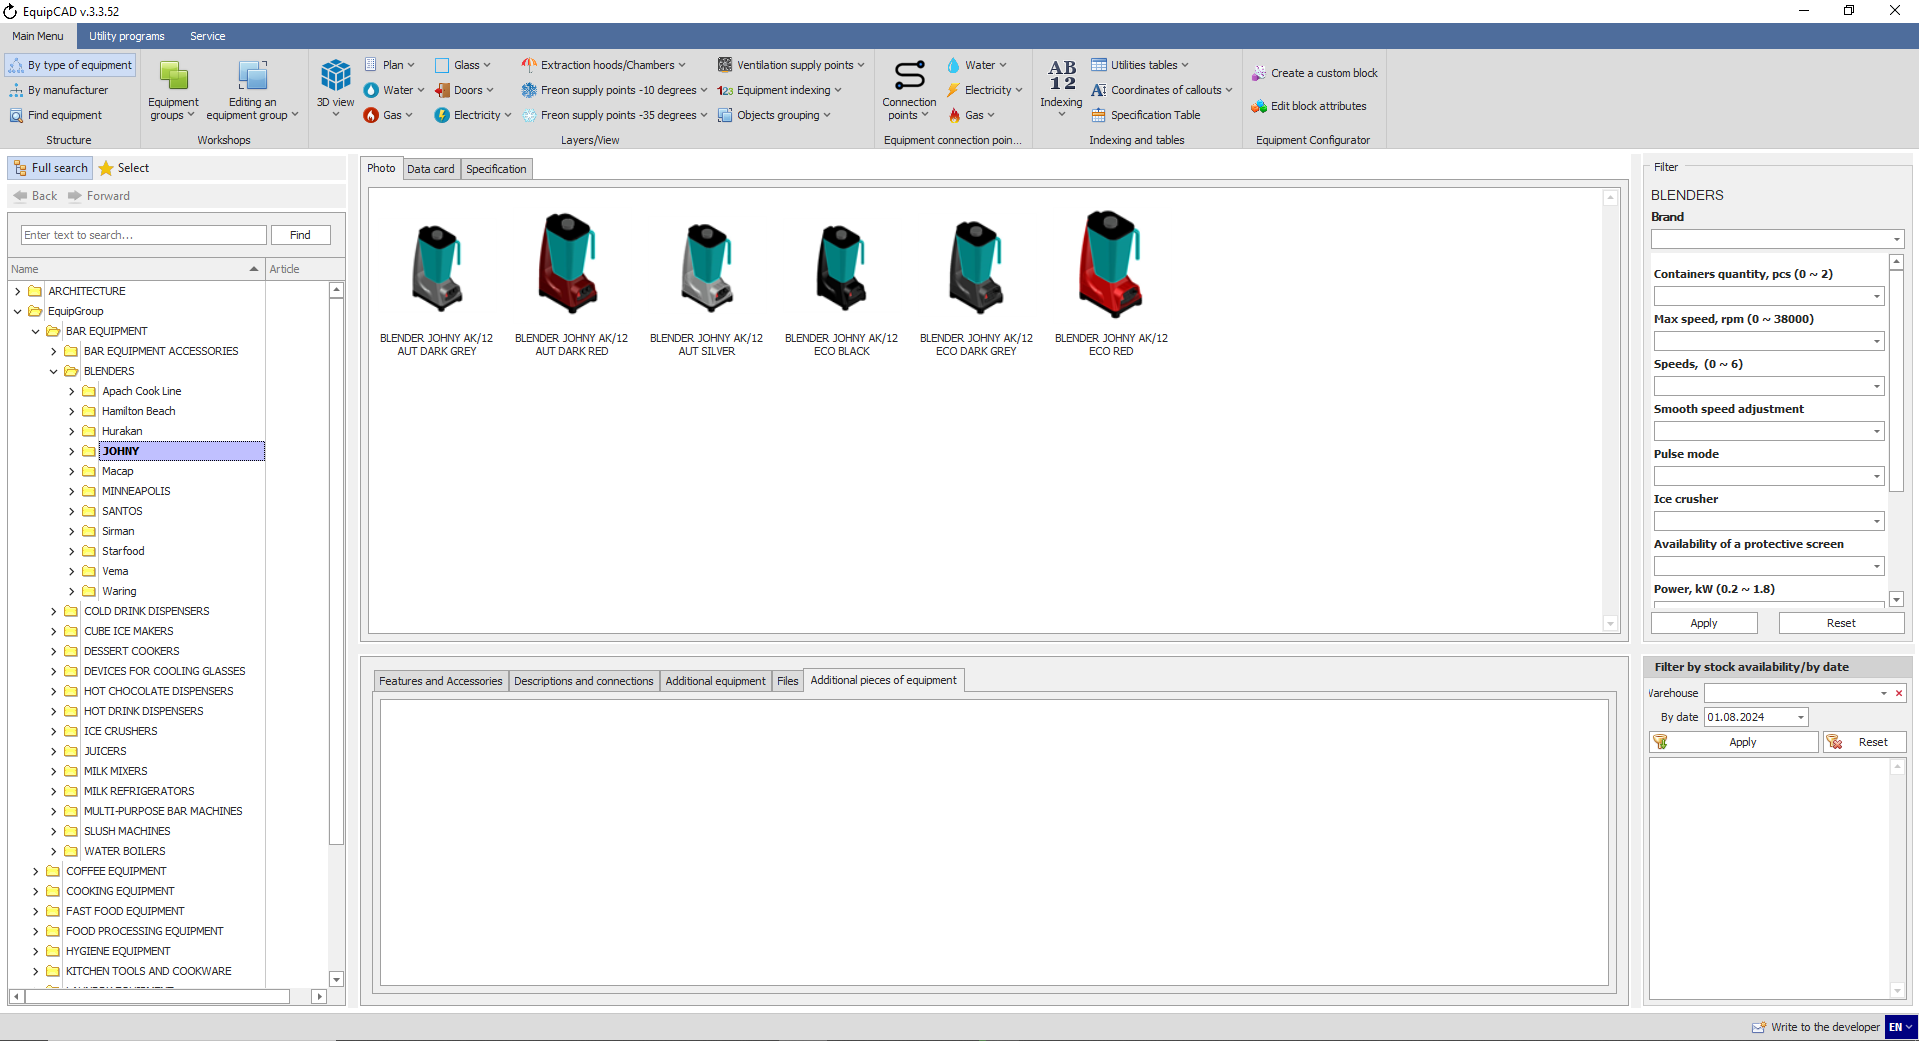 EquipCAD v.3.3.52
Main Menu
Utility programs
Service
By type of equipment
By manufacturer
Find equipment
Structure
Equipment groups
Editing an equipment group
Workshops
3D view
Plan
Water
Gas
Glass
Doors
Electricity
Extraction hoods/Chambers
Freon supply points -10 degrees
Freon supply points -35 degrees
Ventilation supply points
123 Equipment indexing
Objects grouping
Layers/View
Connection points
Water
Electricity
Gas
Equipment connection poin...
AB
12
Indexing
Utilities tables
Coordinates of callouts
Specification Table
Indexing and tables
Create a custom block
Edit block attributes
Equipment Configurator
Full search
Select
Back
Forward
Enter text to search...
Find
Name
Article
ARCHITECTURE
EquipGroup
BAR EQUIPMENT
BAR EQUIPMENT ACCESSORIES
BLENDERS
Apach Cook Line
Hamilton Beach
Hurakan
JOHNY
Macap
MINNEAPOLIS
SANTOS
Sirman
Starfood
Vema
Waring
COLD DRINK DISPENSERS
CUBE ICE MAKERS
DESSERT COOKERS
DEVICES FOR COOLING GLASSES
HOT CHOCOLATE DISPENSERS
HOT DRINK DISPENSERS
ICE CRUSHERS
JUICERS
MILK MIXERS
MILK REFRIGERATORS
MULTI-PURPOSE BAR MACHINES
SLUSH MACHINES
WATER BOILERS
COFFEE EQUIPMENT
COOKING EQUIPMENT
FAST FOOD EQUIPMENT
FOOD PROCESSING EQUIPMENT
HYGIENE EQUIPMENT
KITCHEN TOOLS AND COOKWARE
Photo
Data card
Specification
BLENDER JOHNY AK/12
AUT DARK GREY
BLENDER JOHNY AK/12
AUT DARK RED
BLENDER JOHNY AK/12
AUT SILVER
BLENDER JOHNY AK/12
ECO BLACK
BLENDER JOHNY AK/12
ECO DARK GREY
BLENDER JOHNY AK/12
ECO RED
Features and Accessories
Descriptions and connections
Additional equipment
Files
Additional pieces of equipment
Filter
BLENDERS
Brand
Containers quantity, pcs (0 ~ 2)
Max speed, rpm (0 ~ 38000)
Speeds, (0 ~ 6)
Smooth speed adjustment
Pulse mode
Ice crusher
Availability of a protective screen
Power, kW (0.2 ~ 1.8)
Apply
Reset
Filter by stock availability/by date
arehouse
By date
01.08.2024
Apply
Reset
Write to the developer
EN